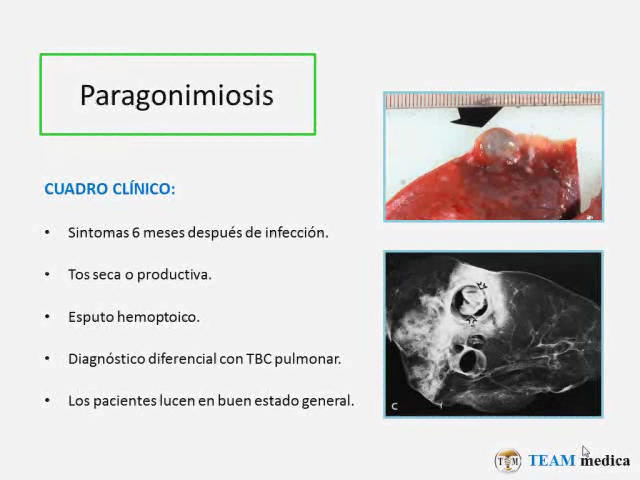 Paragonimiosis
CUADRO CLÍNICO:
• Sintomas 6 meses después de infección.
• Tos seca o productiva.
• Esputo hemoptoico.
• Diagnóstico diferencial con TBC pulmonar.
• Los pacientes lucen en buen estado general.
C
T M TEAM medica